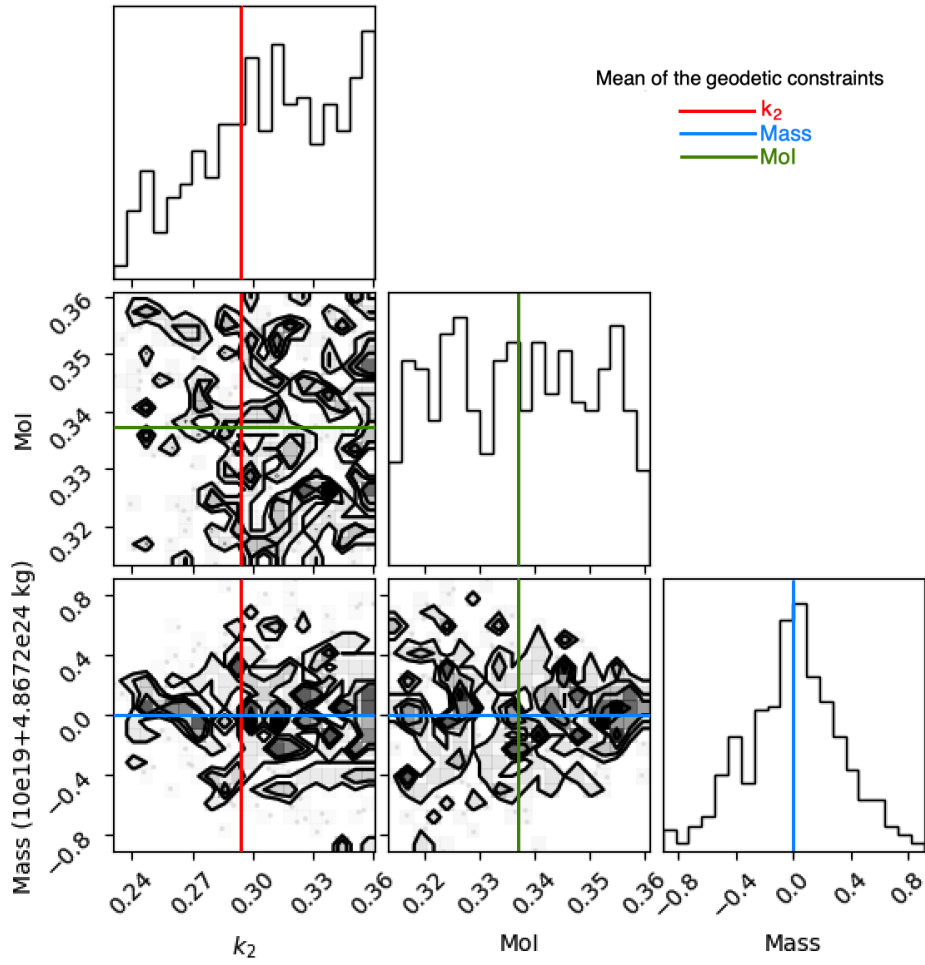 Mean of the geodetic constraints
k₂
Mass
MoI
0.36
0.35
0.34
0.33
0.32
MoI
0.8
0.4
0.0
−0.4
−0.8
Mass (10e19+4.8672e24 kg)
0.24
0.27
0.30
0.33
0.36
0.32
0.33
0.34
0.35
0.36
−0.8
−0.4
0.0
0.4
0.8
k₂
MoI
Mass